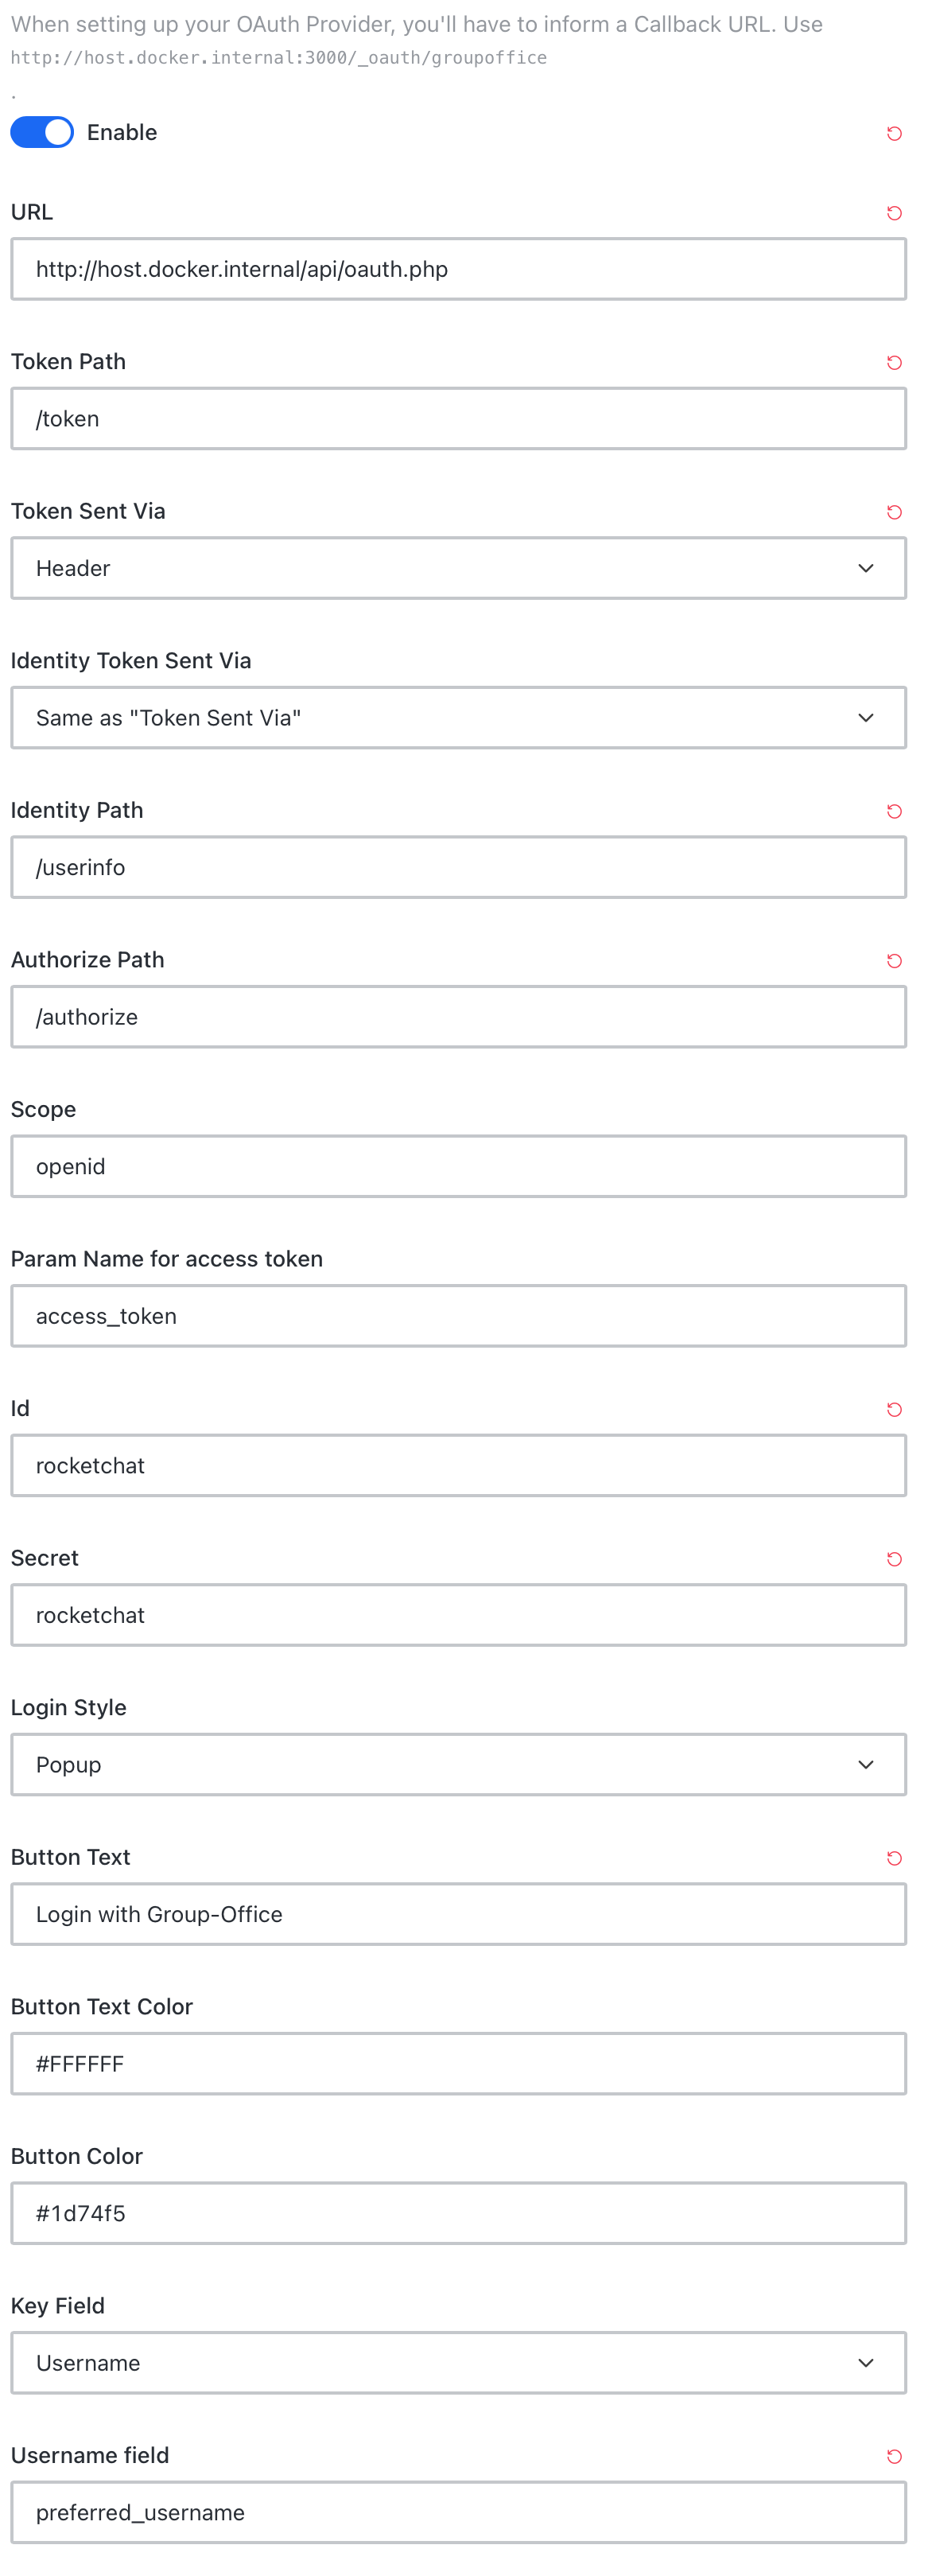 When setting up your OAuth Provider, you'll have to inform a Callback URL. Use
http://host.docker.internal:3000/_oauth/groupoffice
.
Enable
URL
http://host.docker.internal/api/oauth.php
Token Path
/token
Token Sent Via
Header
Identity Token Sent Via
Same as "Token Sent Via"
Identity Path
/userinfo
Authorize Path
/authorize
Scope
openid
Param Name for access token
access_token
Id
rocketchat
Secret
rocketchat
Login Style
Popup
Button Text
Login with Group-Office
Button Text Color
#FFFFFF
Button Color
#1d74f5
Key Field
Username
Username field
preferred_username